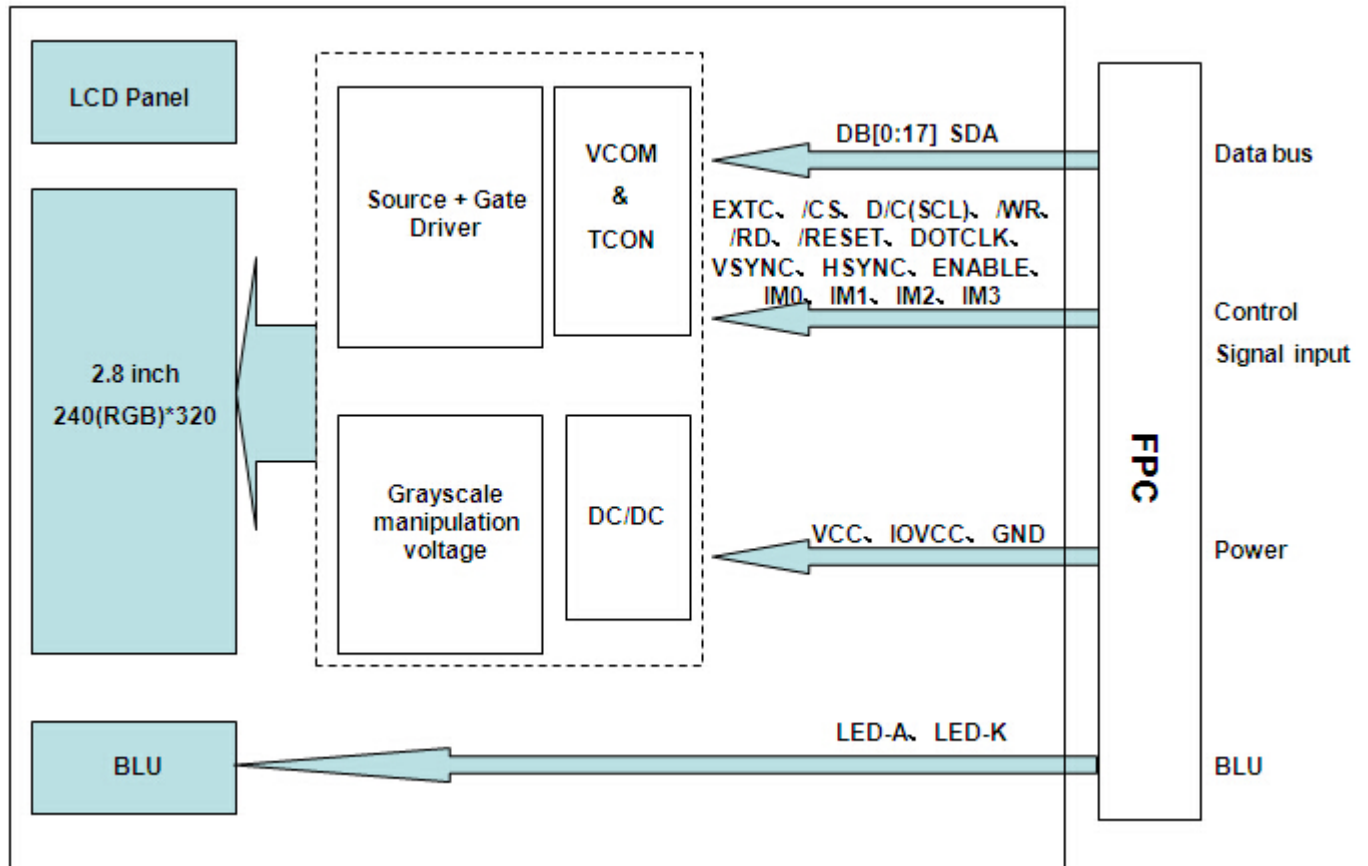 LCD Panel
2.8 inch
240(RGB)*320
BLU
Source + Gate
Driver
VCOM
&
TCON
Grayscale
manipulation
voltage
DC/DC
DB[0:17] SDA
EXTC、/CS、D/C(SCL)、/WR、
/RD、/RESET、DOTCLK、
VSYNC、HSYNC、ENABLE、
IM0、IM1、IM2、IM3
VCC、IOVCC、GND
LED-A、LED-K
FPC
Data bus
Control
Signal input
Power
BLU